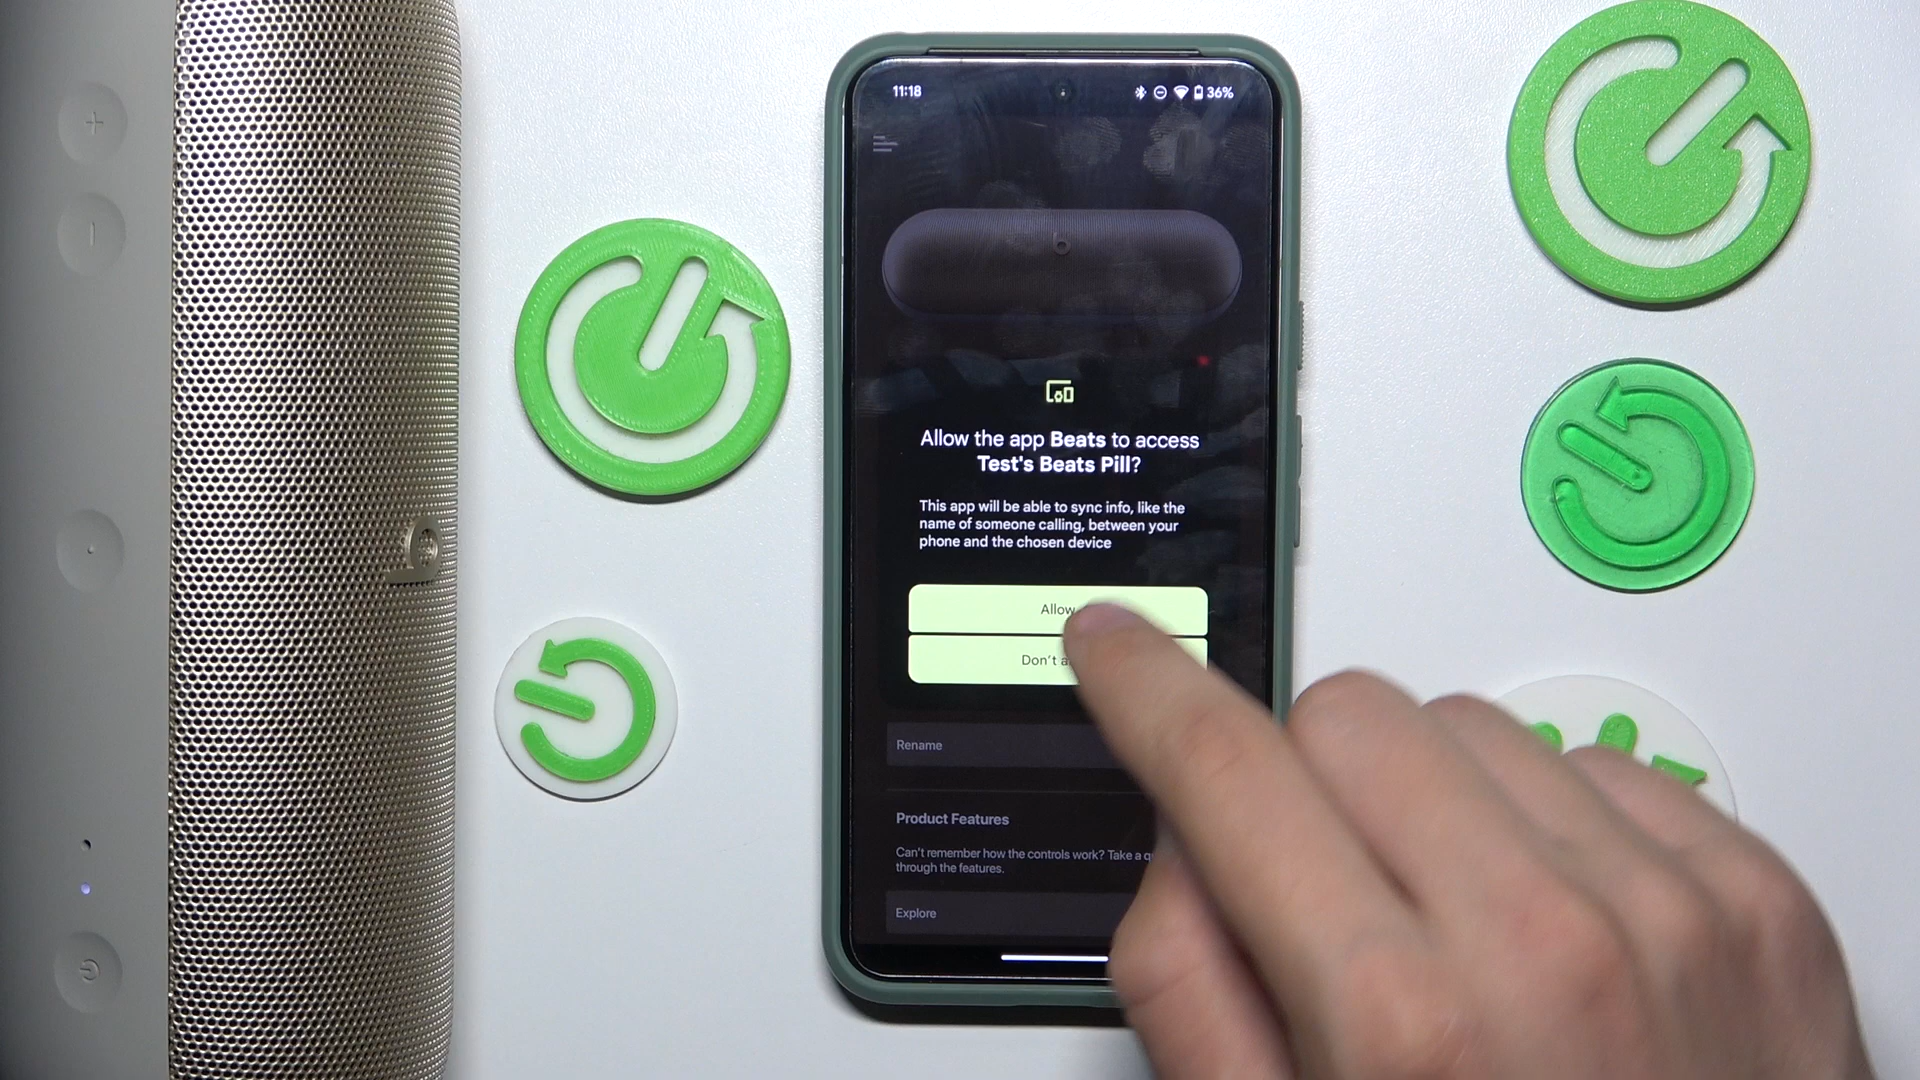 11:18
36%
Allow the app Beats to access
Test's Beats Pill?
This app will be able to sync info, like the
name of someone calling, between your
phone and the chosen device
Allow
Don't
Rename
Product Features
Can't remember how the controls work? Take a
through the features.
Explore